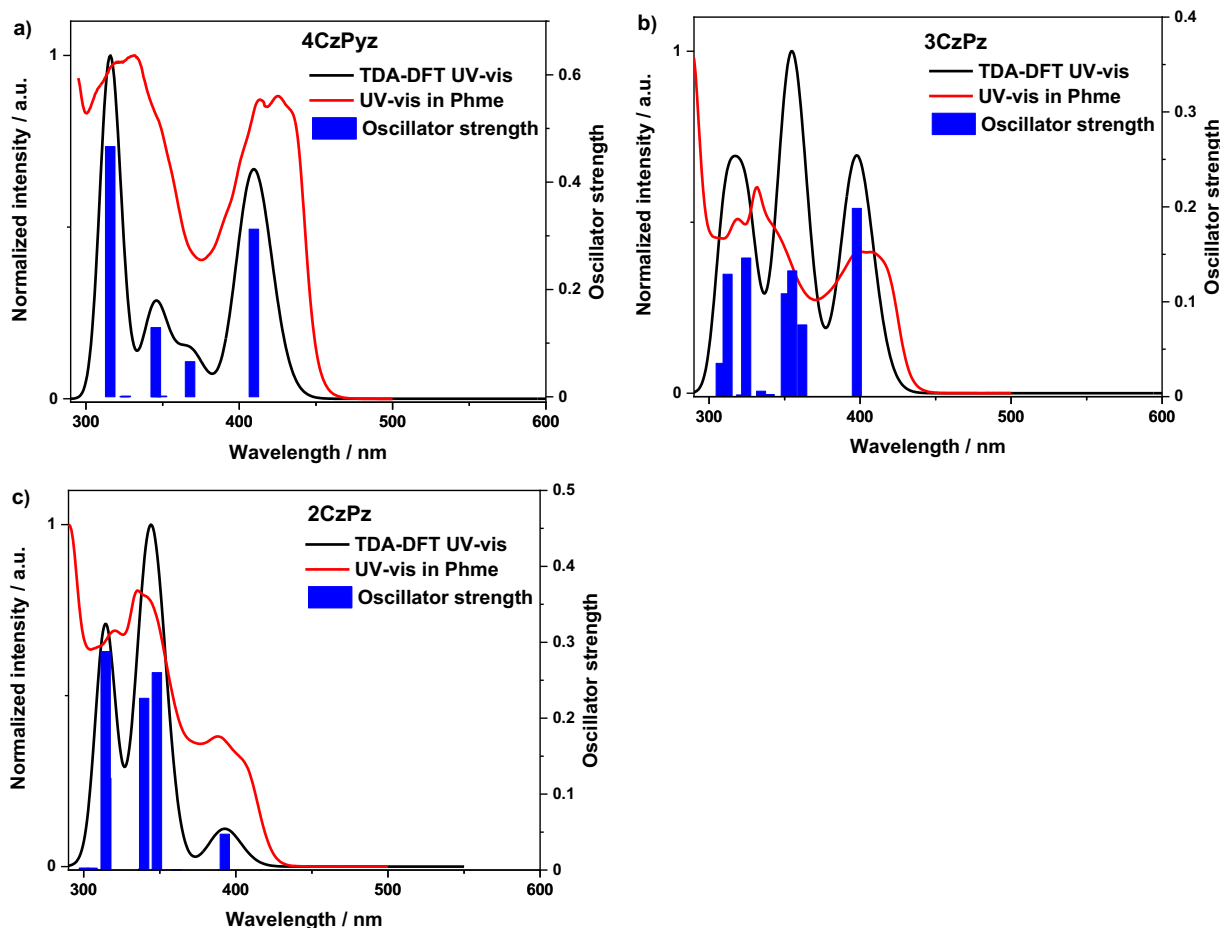 a)
4CzPyz
TDA-DFT UV-vis
UV-vis in Phme
Oscillator strength
1
0
Normalized intensity / a.u.
0.6
0.4
0.2
0
Oscillator strength
300 400 500 600
Wavelength / nm
b)
3CzPz
TDA-DFT UV-vis
UV-vis in Phme
Oscillator strength
1
0
Normalized intensity / a.u.
0.4
0.3
0.2
0.1
0
Oscillator strength
300 400 500 600
Wavelength / nm
c)
2CzPz
TDA-DFT UV-vis
UV-vis in Phme
Oscillator strength
1
0
Normalized intensity / a.u.
0.5
0.4
0.3
0.2
0.1
0
Oscillator strength
300 400 500 600
Wavelength / nm